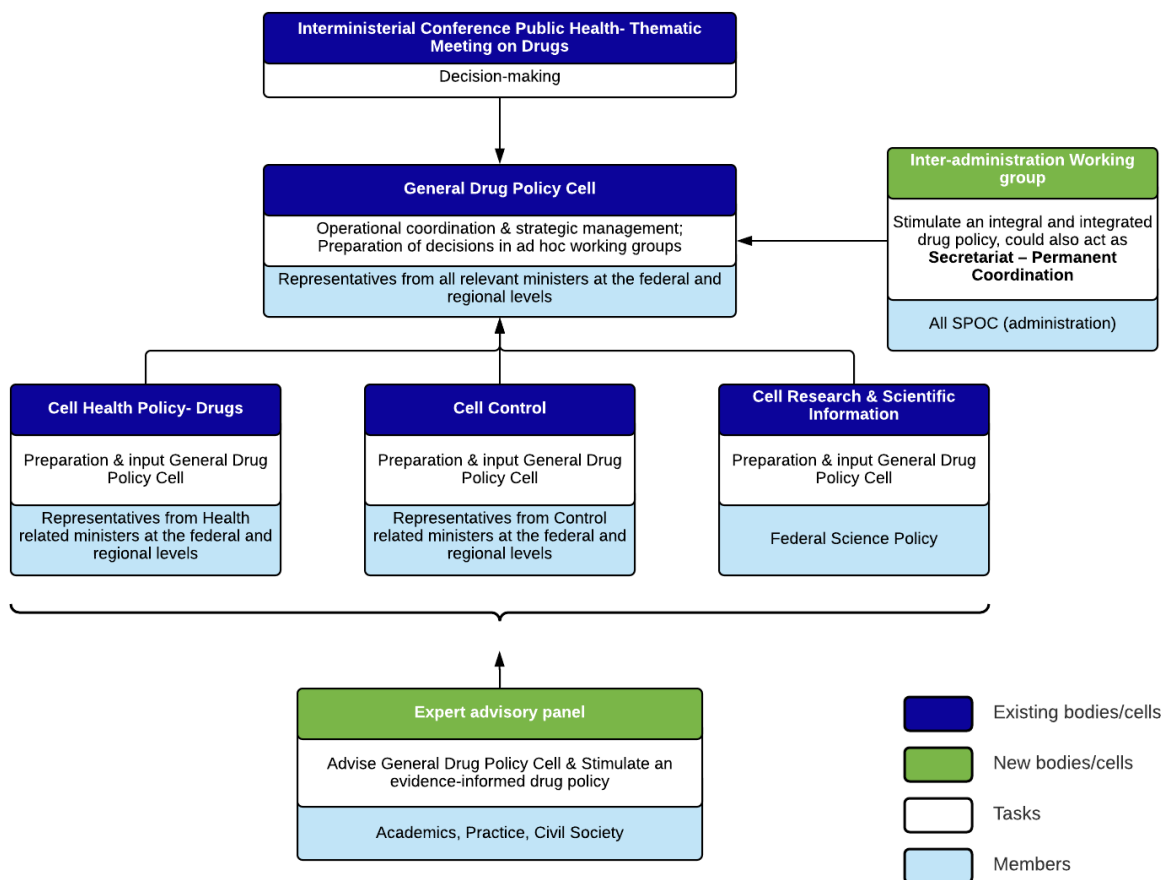 Interministerial Conference Public Health- Thematic
Meeting on Drugs
Decision-making
General Drug Policy Cell
Operational coordination & strategic management;
Preparation of decisions in ad hoc working groups
Representatives from all relevant ministers at the federal and
regional levels
Inter-administration Working
group
Stimulate an integral and integrated
drug policy, could also act as
Secretariat – Permanent
Coordination
All SPOC (administration)
Cell Health Policy- Drugs
Preparation & input General Drug
Policy Cell
Representatives from Health
related ministers at the federal and
regional levels
Cell Control
Preparation & input General Drug
Policy Cell
Representatives from Control
related ministers at the federal and
regional levels
Cell Research & Scientific
Information
Preparation & input General Drug
Policy Cell
Federal Science Policy
Expert advisory panel
Advise General Drug Policy Cell & Stimulate an
evidence-informed drug policy
Academics, Practice, Civil Society
Existing bodies/cells
New bodies/cells
Tasks
Members